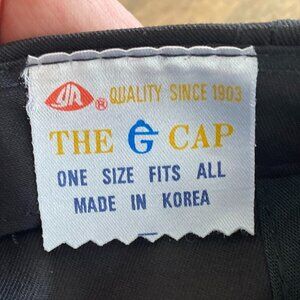 ® QUALITY SINCE 1903
THE G CAP
ONE SIZE FITS ALL
MADE IN KOREA